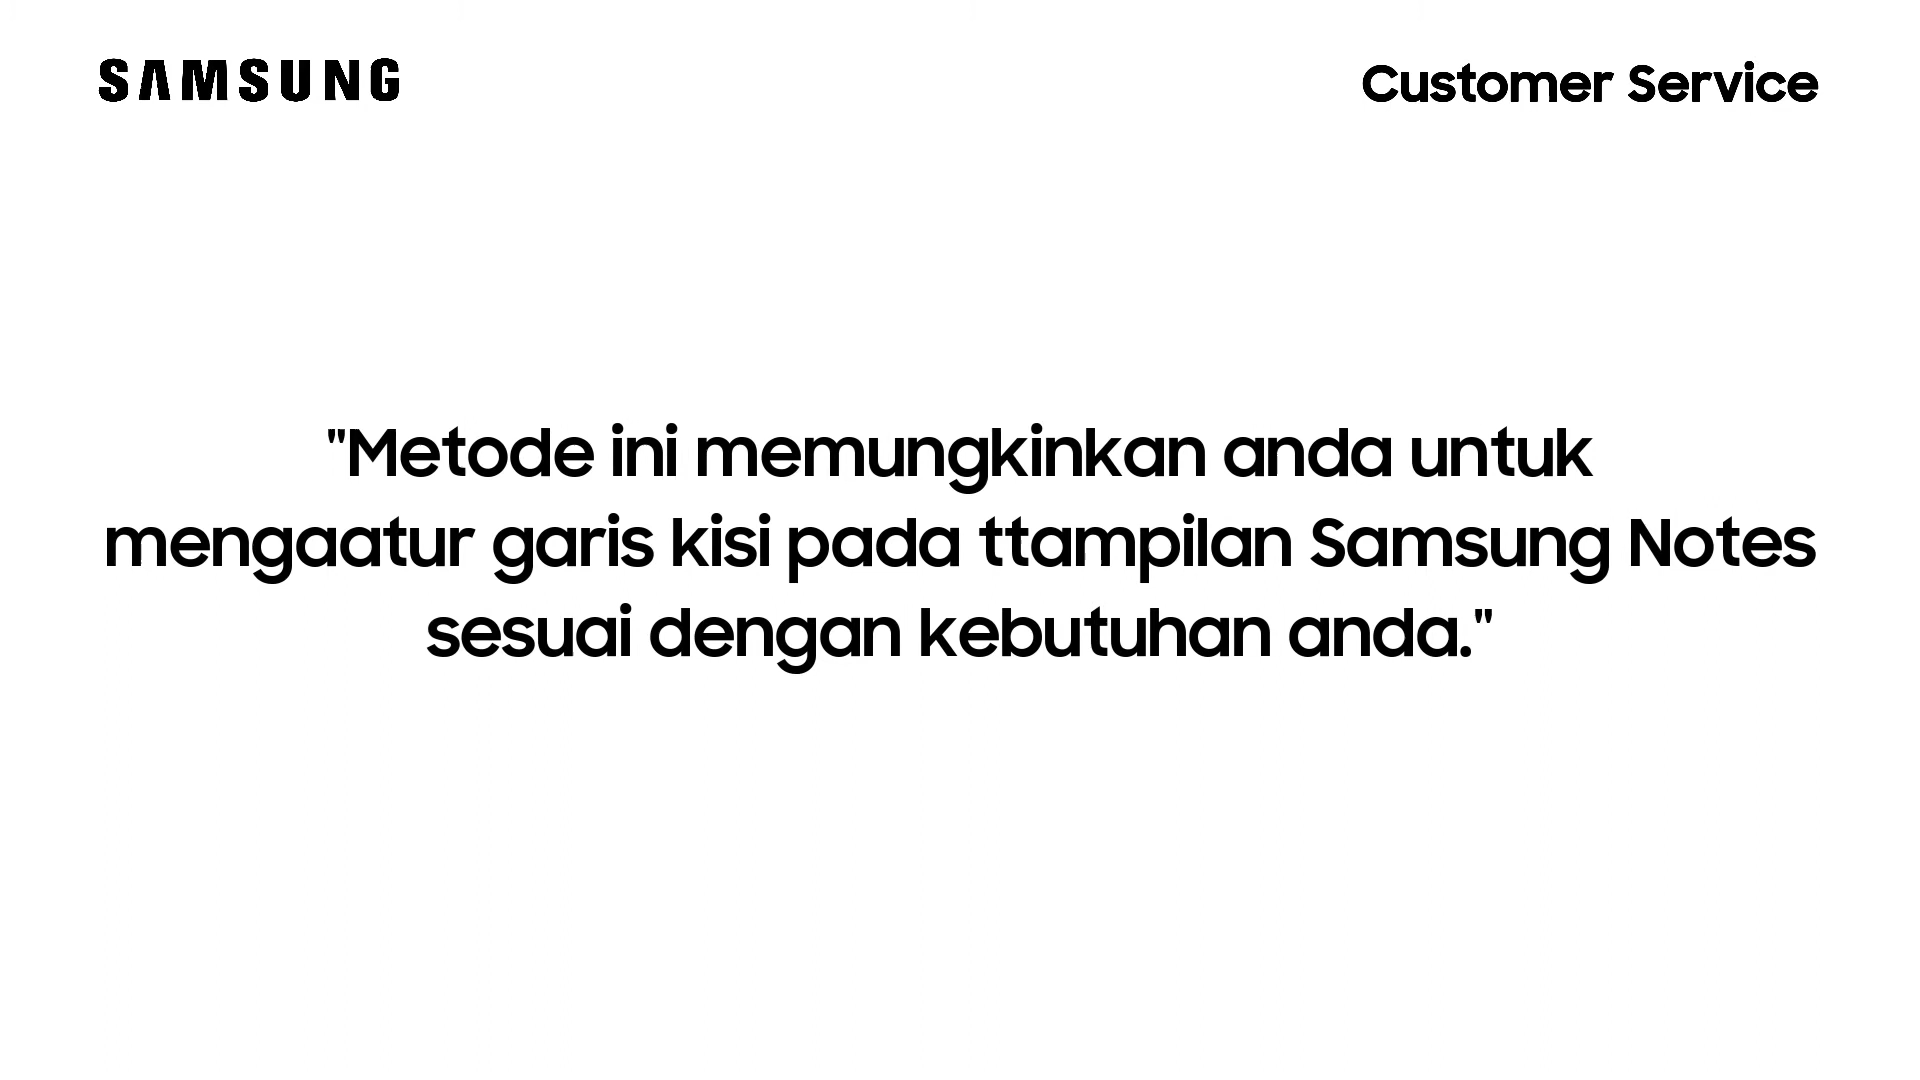 SAMSUNG
Customer Service
"Metode ini memungkinkan anda untuk
mengaatur garis kisi pada ttampilan Samsung Notes
sesuai dengan kebutuhan anda."